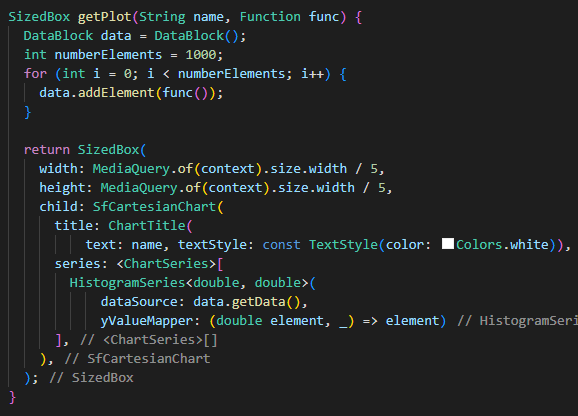 SizedBox getPlot(String name, Function func) {
  DataBlock data = DataBlock();
  int numberElements = 1000;
  for (int i = 0; i < numberElements; i++) {
    data.addElement(func());
  }

  return SizedBox(
    width: MediaQuery.of(context).size.width / 5,
    height: MediaQuery.of(context).size.width / 5,
    child: SfCartesianChart(
      title: ChartTitle(
          text: name, textStyle: const TextStyle(color: Colors.white)),
      series: <ChartSeries>[
        HistogramSeries<double, double>(
            dataSource: data.getData(),
            yValueMapper: (double element, _) => element) // HistogramSeri
      ], // <ChartSeries>[]
    ), // SfCartesianChart
  ); // SizedBox
}